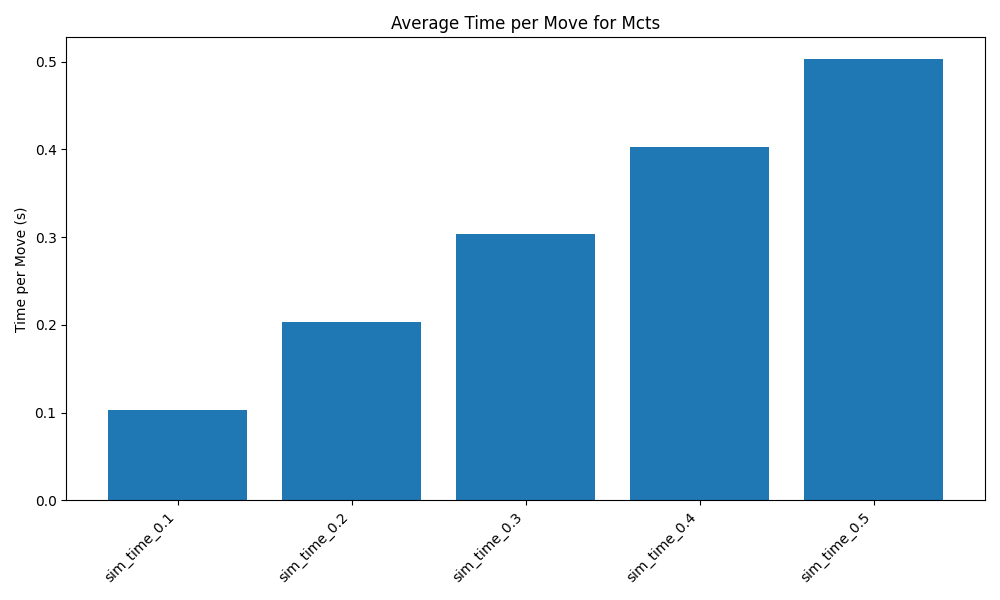 Average Time per Move for Mcts
Time per Move (s)
0.5
0.4
0.3
0.2
0.1
0.0
sim_time_0.1
sim_time_0.2
sim_time_0.3
sim_time_0.4
sim_time_0.5